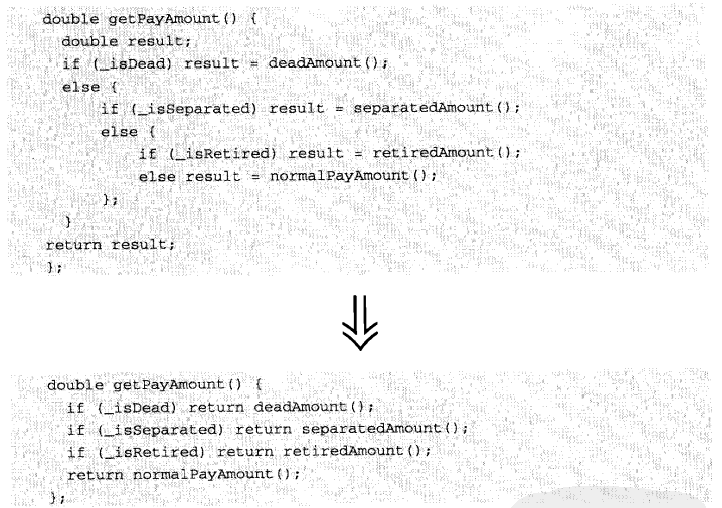 double getPayAmount() {
double result;
if (_isDead) result = deadAmount();
else {
if (_isSeparated) result = separatedAmount();
else {
if (_isRetired) result = retiredAmount();
else result = normalPayAmount();
};
}
return result;
};
double getPayAmount() {
if (_isDead) return deadAmount();
if (_isSeparated) return separatedAmount();
if (_isRetired) return retiredAmount();
return normalPayAmount();
};